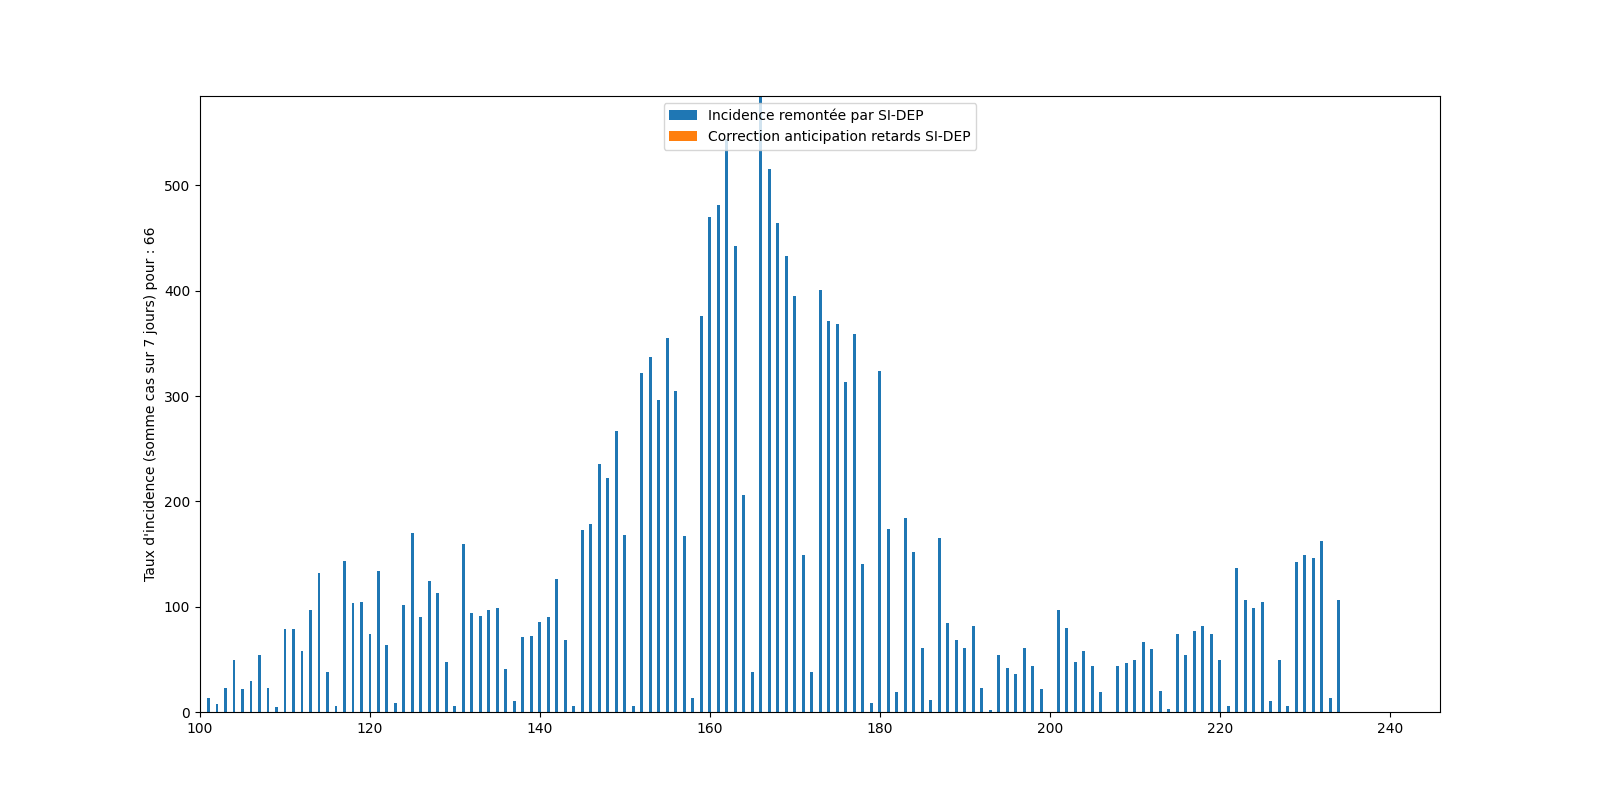 Incidence remontée par SI-DEP
Correction anticipation retards SI-DEP
Taux d'incidence (somme cas sur 7 jours) pour : 66
500
400
300
200
100
0
100 120 140 160 180 200 220 240